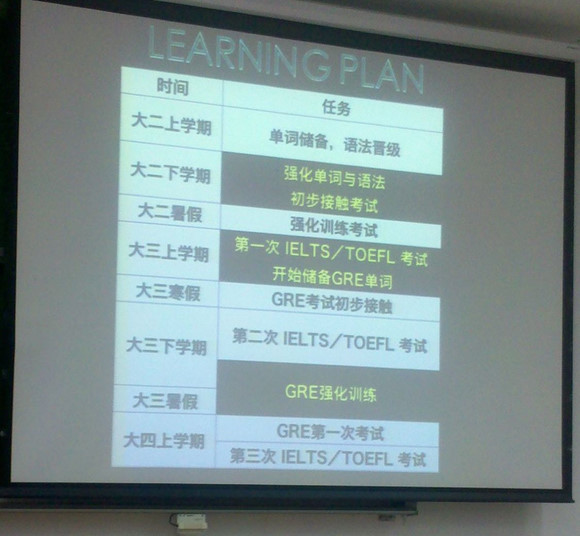 LEARNING PLAN
时间
任务
大二上学期
单词储备，语法晋级
大二下学期
强化单词与语法
初步接触考试
大二暑假
强化训练考试
大三上学期
第一次 IELTS／TOEFL 考试
开始储备GRE单词
大三寒假
GRE考试初步接触
大三下学期
第二次 IELTS／TOEFL 考试
大三暑假
GRE强化训练
大四上学期
GRE第一次考试
第三次 IELTS／TOEFL 考试